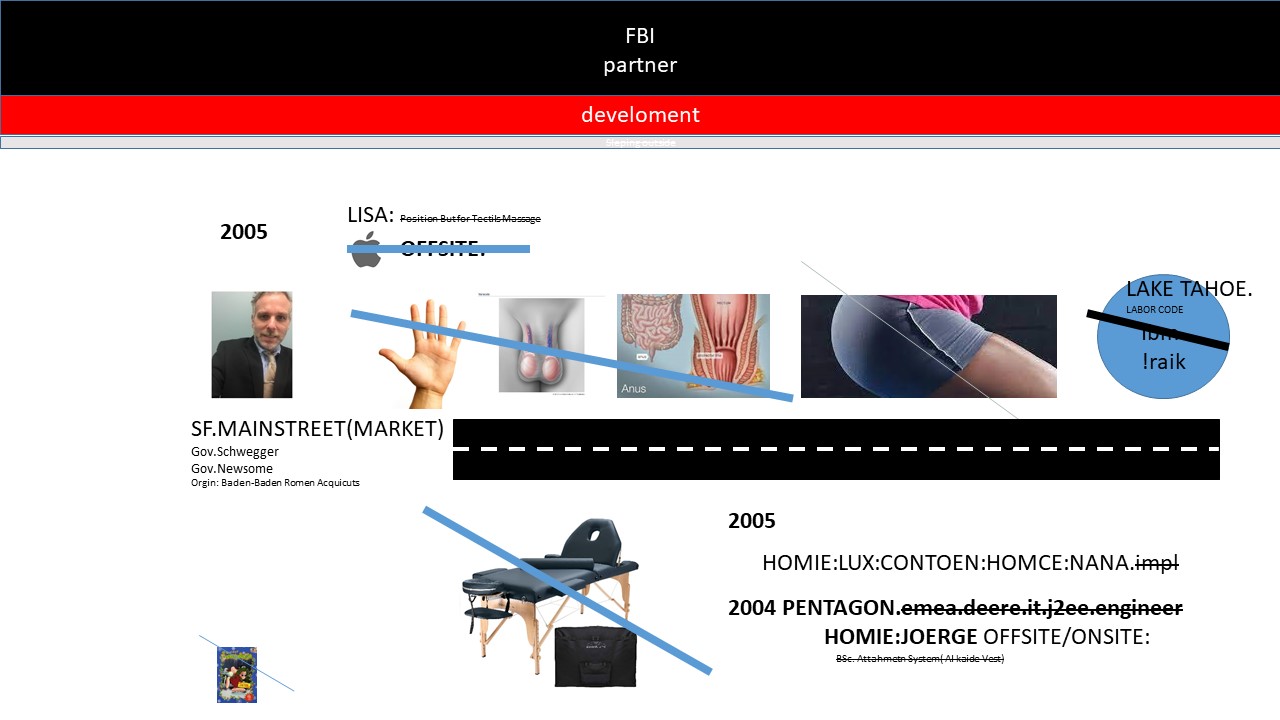 FBI
partner
develoment
Sleping outside
2005
LISA: Position But for Tectils Massage
OFFSITE:
LAKE TAHOE.
LABOR CODE
ibm
!raik
Anus
SF.MAINSTREET(MARKET)
Gov.Schwegger
Gov.Newsome
Orgin: Baden-Baden Romen Acquicuts
2005
HOMIE:LUX:CONTOEN:HOMCE:NANA.impl
2004 PENTAGON.emea.deere.it.j2ee.engineer
HOMIE:JOERGE OFFSITE/ONSITE:
BSc. Attahmetn System( Al kaide Vest)